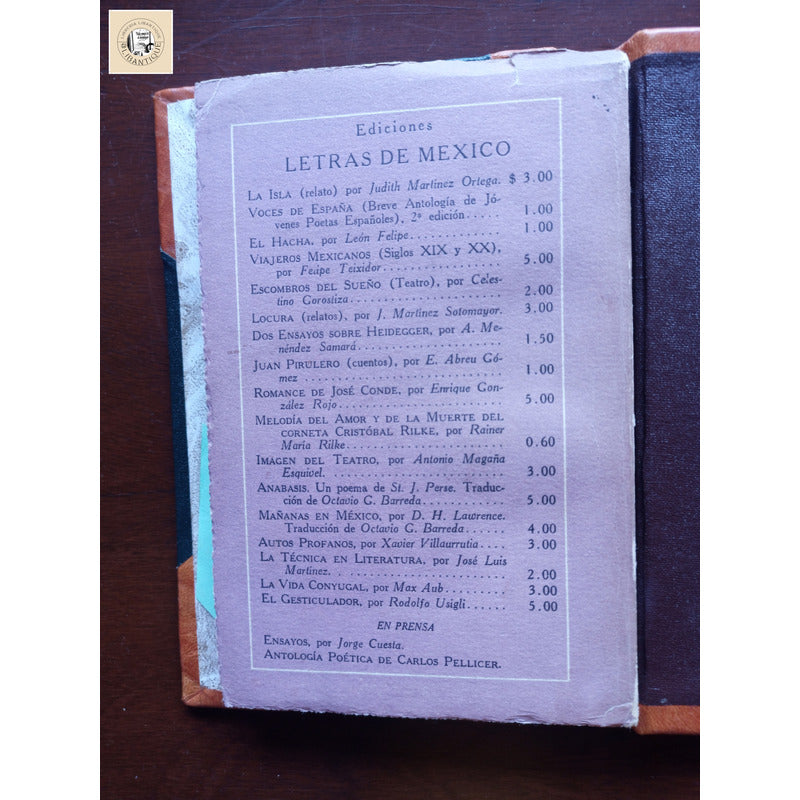 LIBRERÍA LIGANTIQUE
@LIGANTIQUE
Ediciones
LETRAS DE MEXICO
LA ISLA (relato) por Judith Martínez Ortega. $ 3.00
VOCES DE ESPAÑA (Breve Antología de Jó-
venes Poetas Españoles), 2ª edición..... 1.00
EL HACHA, por León Felipe............... 1.00
VIAJEROS MEXICANOS (Siglos XIX y XX),
por Felipe Teixidor................ 5.00
ESCOMBROS DEL SUEÑO (Teatro), por Celes-
tino Gorostiza..................... 2.00
LOCURA (relatos), por J. Martínez Sotomayor. 3.00
DOS ENSAYOS SOBRE HEIDEGGER, por A. Me-
néndez Samará.................... 1.50
JUAN PIRULERO (cuentos), por E. Abreu Gó-
mez ......................... 1.00
ROMANCE DE JOSÉ CONDE, por Enrique Gon-
zález Rojo........................ 5.00
MELODÍA DEL AMOR Y DE LA MUERTE DEL
CORNETA CRISTÓBAL RILKE, por Rainer
Maria Rilke....................... 0.60
IMAGEN DEL TEATRO, por Antonio Magaña
Esquivel. ....................... 3.00
ANABASIS. Un poema de St. J. Perse. Traduc-
ción de Octavio G. Barreda........... 5.00
MAÑANAS EN MÉXICO, por D. H. Lawrence.
Traducción de Octavio G. Barreda...... 4.00
AUTOS PROFANOS, por Xavier Villaurrutia.... 3.00
LA TÉCNICA EN LITERATURA, por José Luis
Martínez. . ...................... 2.00
LA VIDA CONYUGAL, por Max Aub......... 3.00
EL GESTICULADOR, por Rodolfo Usigli...... 5.00
EN PRENSA
ENSAYOS, por Jorge Cuesta.
ANTOLOGÍA POÉTICA DE CARLOS PELLICER.